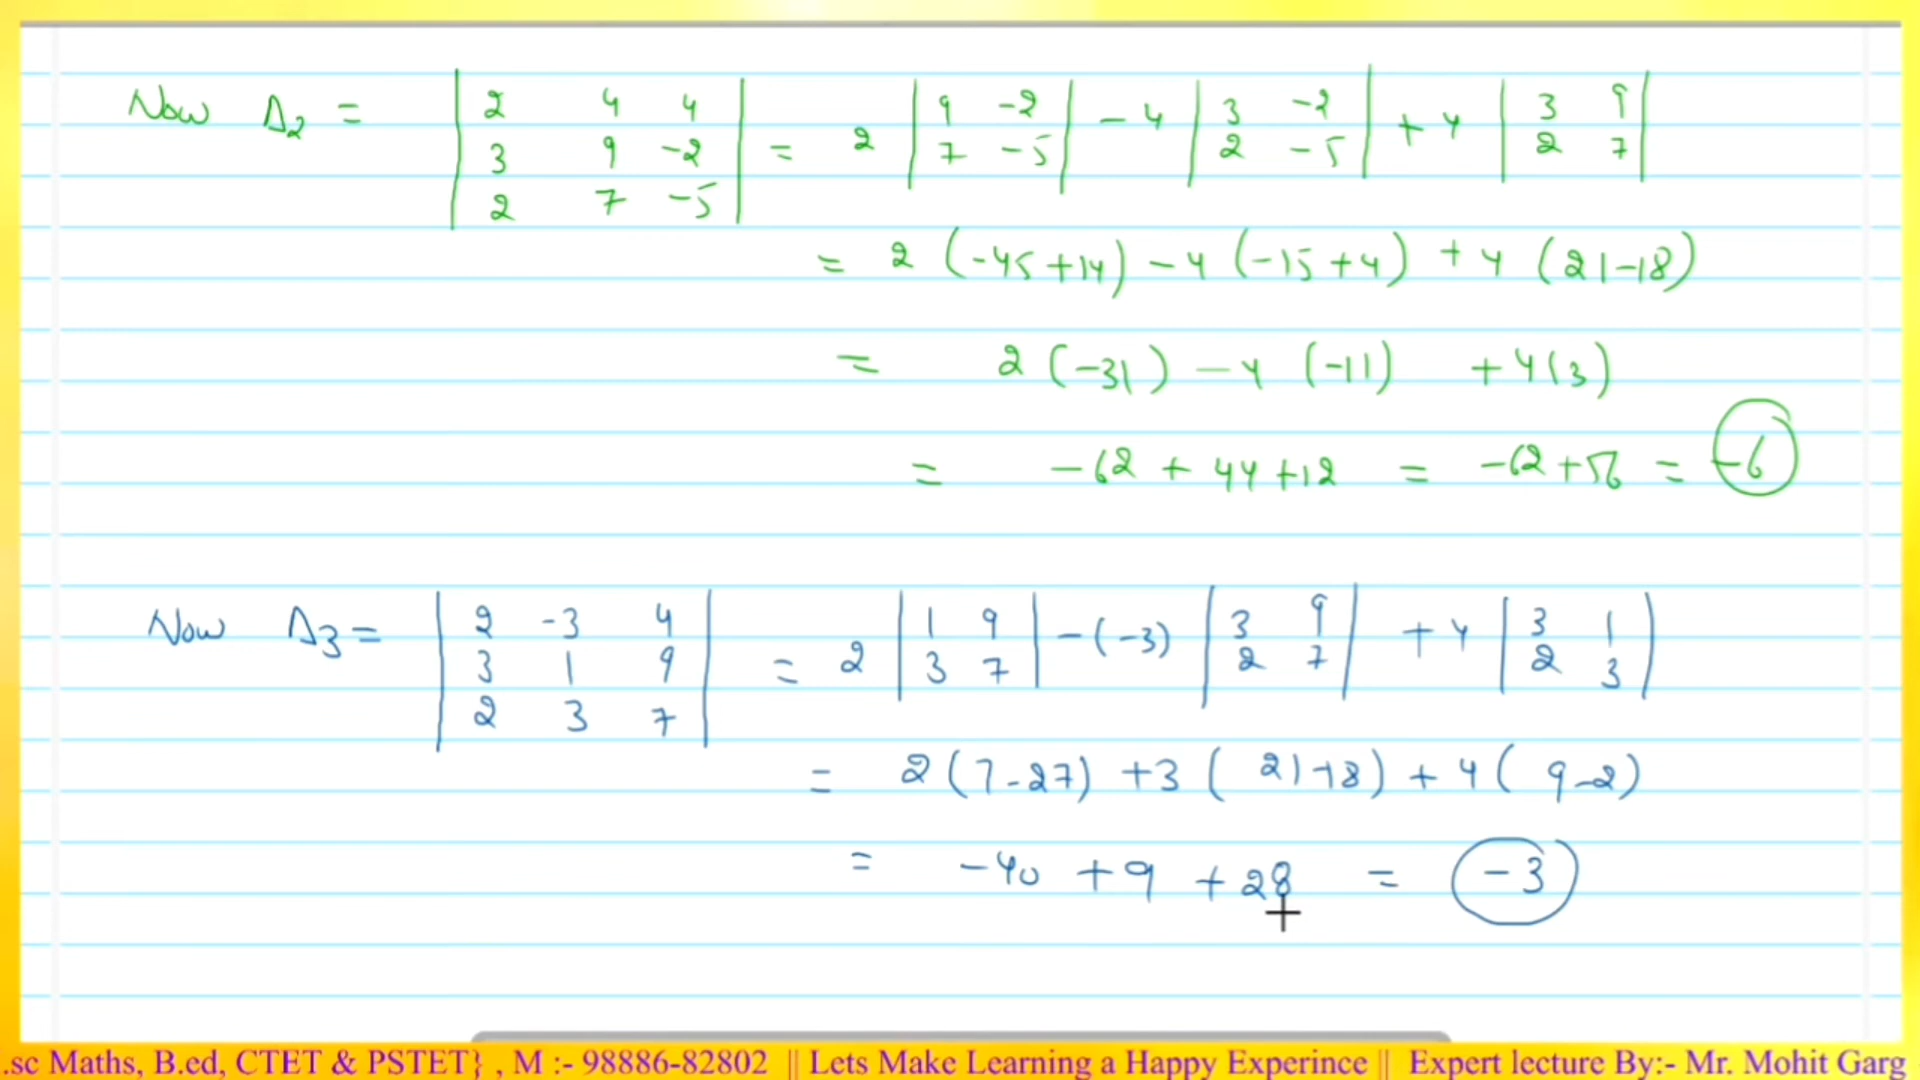 Now Δ2 = | 2 4 4 | = 2 | 9 -2 | - 4 | 3 -2 | + 4 | 3 9 |
| 3 9 -2 | | 7 -5 | | 2 -5 | | 2 7 |
| 2 7 -5 |
= 2 (-45+14) - 4 (-15+4) + 4 (21-18)
= 2 (-31) - 4 (-11) + 4(3)
= -62 + 44 + 12 = -62 + 56 = -6
Now Δ3 = | 2 -3 4 | = 2 | 1 9 | - (-3) | 3 9 | + 4 | 3 1 |
| 3 1 9 | | 3 7 | | 2 7 | | 2 3 |
| 2 3 7 |
= 2 (7-27) + 3 (21-18) + 4 (9-2)
= -40 + 9 + 28 = -3
.sc Maths, B.ed, CTET & PSTET} , M :- 98886-82802 || Lets Make Learning a Happy Experince || Expert lecture By:- Mr. Mohit Garg